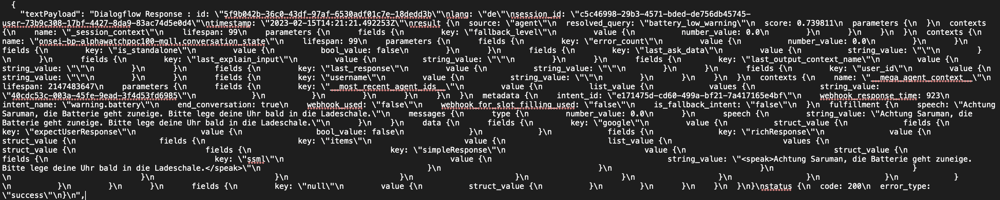 {
"textPayload": "Dialogflow Response : id: \"5f9b042b-36c0-43df-97af-6530adf01c7e-18dedd3b\"\nlang: \"de\"\nsession_id: \"c5c46998-29b3-4571-bded-de756db45745-
user-73b9c308-17bf-4427-8da9-83ac74d5e0d4\"\ntimestamp: \"2023-02-15T14:21:21.492253Z\"\nresult {\n source: \"agent\"\n resolved_query: \"battery_low_warning\"\n score: 0.739811\n parameters {\n }\n contexts
{\n name: \"_session_context\"\n lifespan: 99\n parameters {\n fields {\n key: \"fallback_level\"\n value {\n number_value: 0.0\n }\n }\n }\n }\n contexts {\n
name: \"onsei-bp-alphawatchpoc100-mgll.conversation_state\"\n lifespan: 99\n parameters {\n fields {\n key: \"error_count\"\n value {\n number_value: 0.0\n }\n }\n
fields {\n key: \"is_standalone\"\n value {\n bool_value: false\n }\n }\n fields {\n key: \"last_ask_data\"\n value {\n string_value: \"\"\n }
\n }\n fields {\n key: \"last_explain_input\"\n value {\n string_value: \"\"\n }\n }\n fields {\n key: \"last_output_context_name\"\n value {\n
string_value: \"\"\n }\n }\n fields {\n key: \"last_response\"\n value {\n string_value: \"\"\n }\n }\n fields {\n key: \"user_id\"\n value {\n
string_value: \"\"\n }\n }\n fields {\n key: \"username\"\n value {\n string_value: \"\"\n }\n }\n }\n }\n contexts {\n name: \"__mega_agent_context__\"\n
lifespan: 2147483647\n parameters {\n fields {\n key: \"__most_recent_agent_ids__\"\n value {\n list_value {\n values {\n string_value:
\"40cdc53c-003a-45fe-9ead-3f4d53fd6985\"\n }\n }\n }\n }\n }\n }\n metadata {\n intent_id: \"e171475d-cd60-499a-bf21-7a417165e4bf\"\n webhook_response_time: 923\n
intent_name: \"warning.battery\"\n end_conversation: true\n webhook_used: \"false\"\n webhook_for_slot_filling_used: \"false\"\n is_fallback_intent: \"false\"\n }\n fulfillment {\n speech: \"Achtung
Saruman, die Batterie geht zuneige. Bitte lege deine Uhr bald in die Ladeschale.\"\n messages {\n type {\n number_value: 0.0\n }\n speech {\n string_value: \"Achtung Saruman, die
Batterie geht zuneige. Bitte lege deine Uhr bald in die Ladeschale.\"\n }\n }\n data {\n fields {\n key: \"google\"\n value {\n struct_value {\n fields {\n
key: \"expectUserResponse\"\n value {\n bool_value: false\n }\n }\n fields {\n key: \"richResponse\"\n value {\n
struct_value {\n fields {\n key: \"items\"\n value {\n list_value {\n values {\n
struct_value {\n fields {\n key: \"simpleResponse\"\n value {\n struct_value {\n
fields {\n key: \"ssml\"\n value {\n string_value: \"<speak>Achtung Saruman, die Batterie geht zuneige.
Bitte lege deine Uhr bald in die Ladeschale.</speak>\"\n }\n }\n }\n }
\n }\n }\n }\n }\n }\n }\n }\n }\n }
\n }\n }\n }\n fields {\n key: \"null\"\n value {\n struct_value {\n }\n }\n }\n }\n }\n}\nstatus {\n code: 200\n error_type:
\"success\"\n}\n",